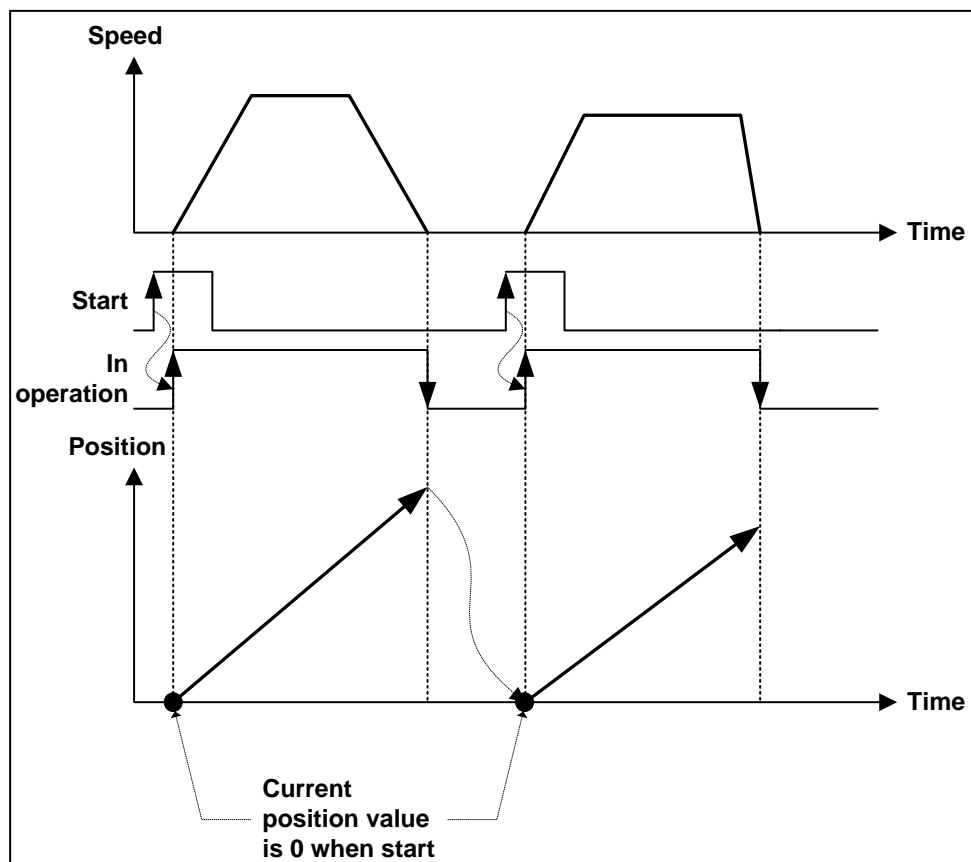 Speed
Time
Start
In
operation
Position
Time
Current
position value
is 0 when start